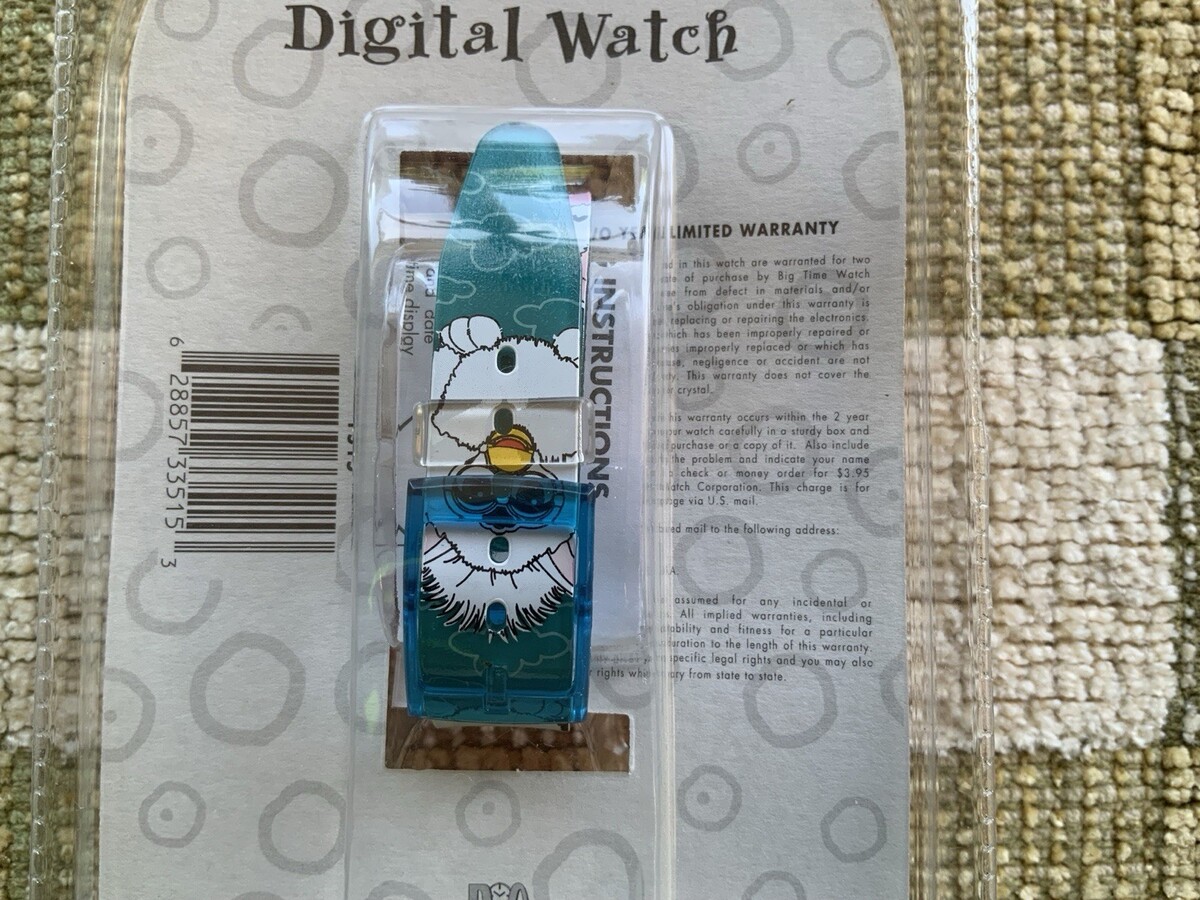 Digital Watch
LIMITED WARRANTY
in this watch are warranted for two
of purchase by Big Time Watch
from defect in materials and/or
obligation under this warranty is
replacing or repairing the electronics.
which has been improperly repaired or
improperly replaced or which has
negligence or accident are not
This warranty does not cover the
crystal.
this warranty occurs within the 2 year
your watch carefully in a sturdy box and
purchase or a copy of it. Also include
the problem and indicate your name
check or money order for $3.95
Watch Corporation. This charge is for
via U.S. mail.
mail to the following address:
assumed for any incidental or
All implied warranties, including
and fitness for a particular
duration to the length of this warranty.
specific legal rights and you may also
rights which vary from state to state.
INSTRUCTIONS
and date
time display
6 28857 33515 3